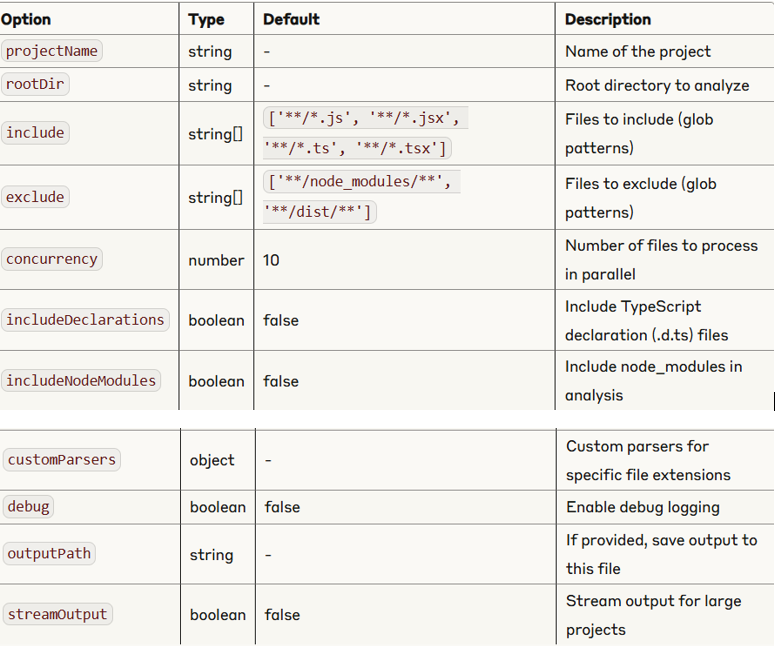 Option Type Default Description
projectName string - Name of the project
rootDir string - Root directory to analyze
include string[] ['**/*.js', '**/*.jsx', '**/*.ts', '**/*.tsx'] Files to include (glob patterns)
exclude string[] ['**/node_modules/**', '**/dist/**'] Files to exclude (glob patterns)
concurrency number 10 Number of files to process in parallel
includeDeclarations boolean false Include TypeScript declaration (.d.ts) files
includeNodeModules boolean false Include node_modules in analysis
customParsers object - Custom parsers for specific file extensions
debug boolean false Enable debug logging
outputPath string - If provided, save output to this file
streamOutput boolean false Stream output for large projects